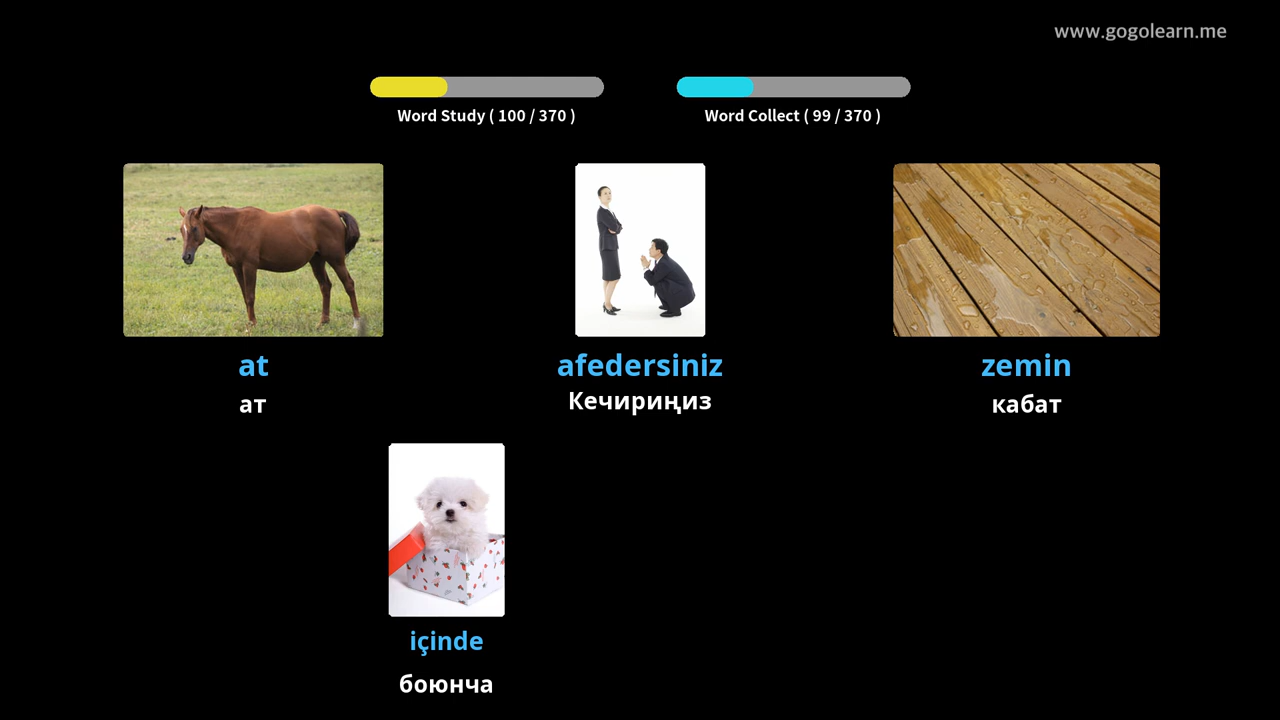 www.gogolearn.me
Word Study ( 100 / 370 )
Word Collect ( 99 / 370 )
at
afedersiniz
zemin
ат
Кечириңиз
кабат
içinde
боюнча